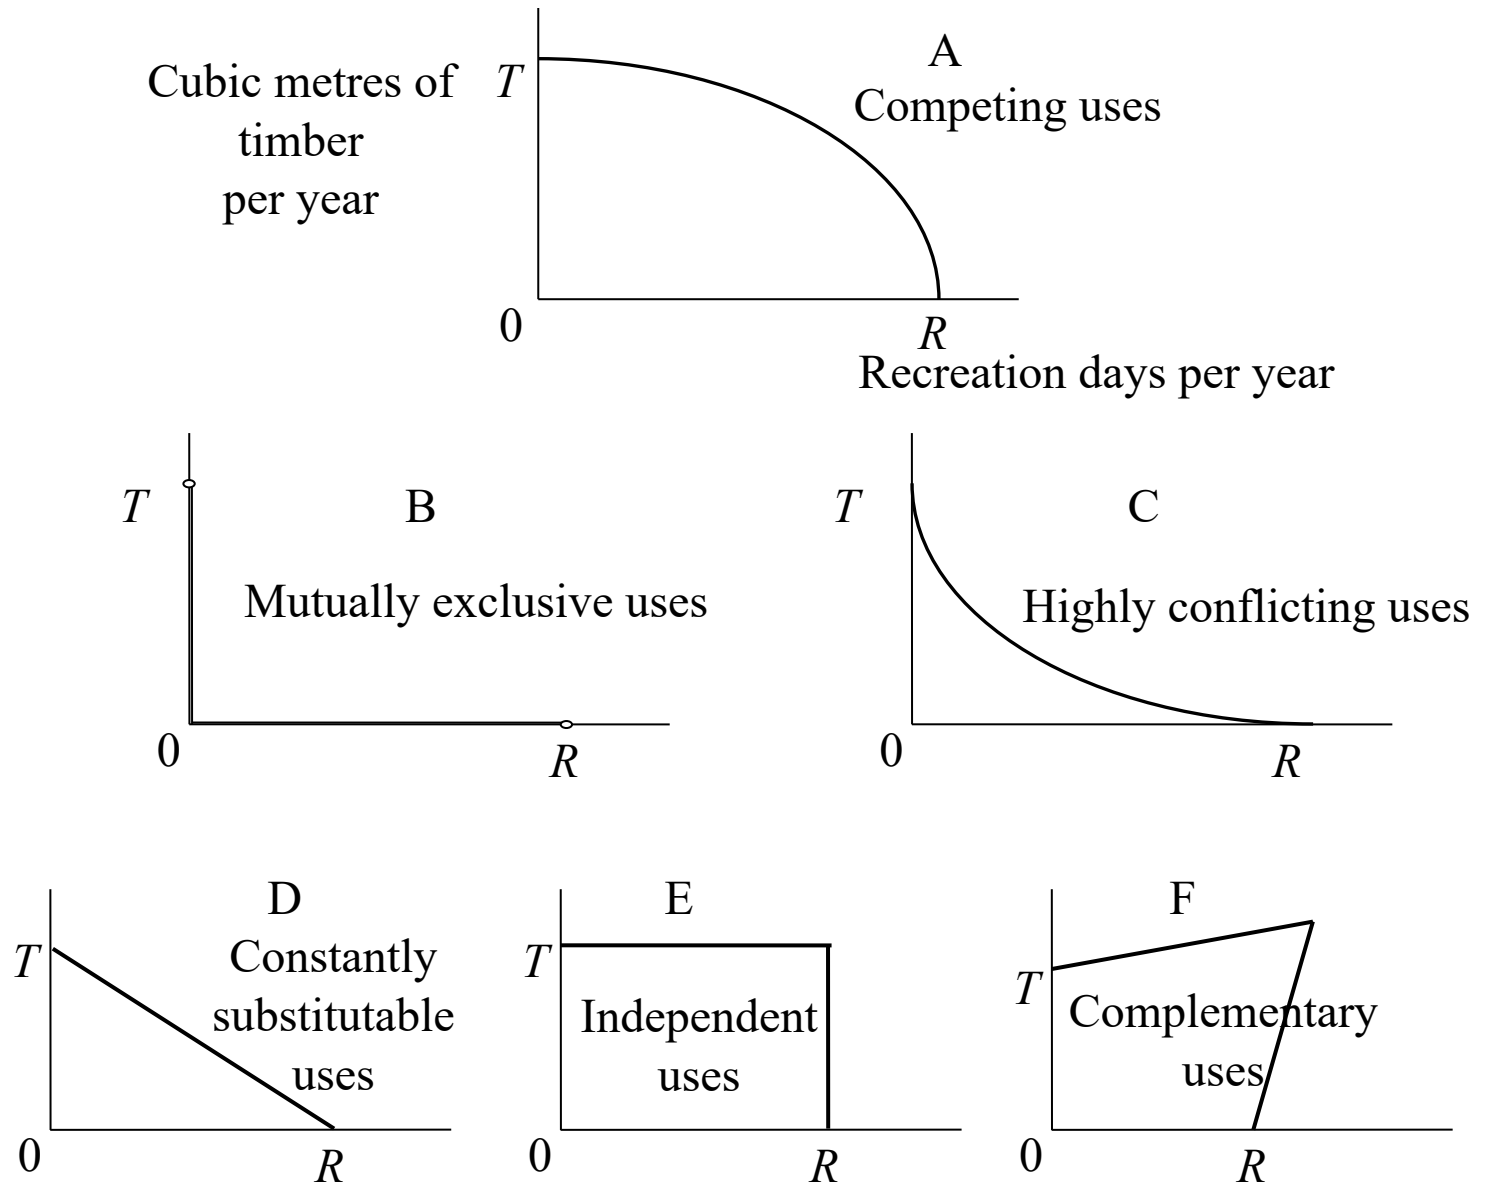 A
Cubic metres of
timber
per year
T
Competing uses
0
R
Recreation days per year
T
B
Mutually exclusive uses
0
R
T
C
Highly conflicting uses
0
R
D
T
Constantly
substitutable
uses
0
R
E
T
Independent
uses
0
R
F
T
Complementary
uses
0
R